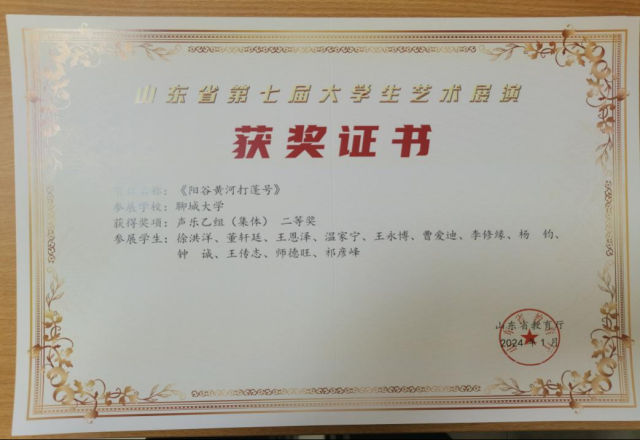 山东省第七届大学生艺术展演
获奖证书
名称：《阳谷黄河打蓬号》
参展学校：聊城大学
获得奖项：声乐乙组（集体） 二等奖
参展学生：徐洪洋、董轩廷、王恩泽、温家宁、王永博、曹爱迪、李修缘、杨 钧、
钟 诚、王传志、师德旺、祁彦峰
山东省教育厅
2024年1月